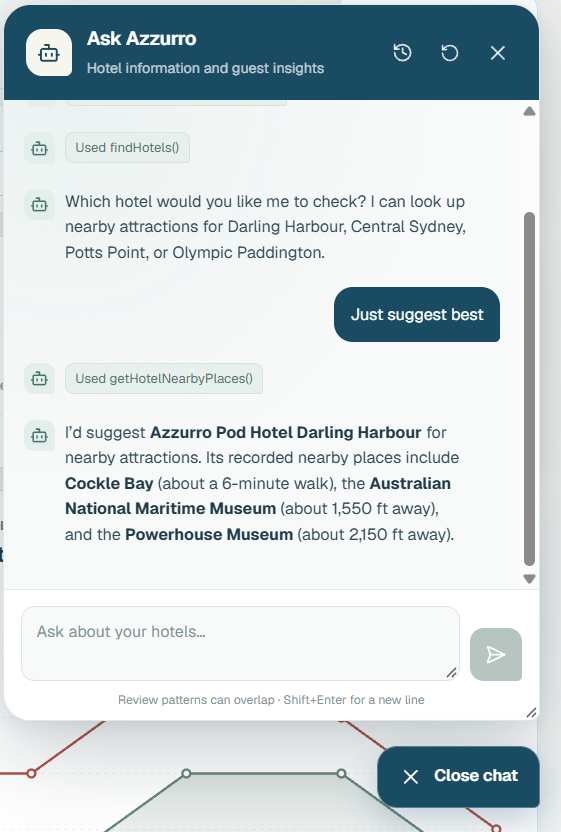 Ask Azzurro
Hotel information and guest insights
Used findHotels()
Which hotel would you like me to check? I can look up
nearby attractions for Darling Harbour, Central Sydney,
Potts Point, or Olympic Paddington.
Just suggest best
Used getHotelNearbyPlaces()
I’d suggest Azzurro Pod Hotel Darling Harbour for
nearby attractions. Its recorded nearby places include
Cockle Bay (about a 6-minute walk), the Australian
National Maritime Museum (about 1,550 ft away),
and the Powerhouse Museum (about 2,150 ft away).
Ask about your hotels...
Review patterns can overlap · Shift+Enter for a new line
Close chat